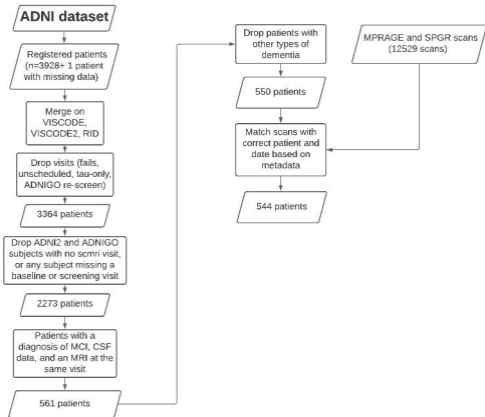 ADNI dataset
Registered patients
(n=3928+ 1 patient
with missing data)
Merge on
VISCODE,
VISCODE2, RID
Drop visits (fails,
unscheduled, tau-only,
ADNIGO re-screen)
3364 patients
Drop ADNI2 and ADNIGO
subjects with no scmri visit,
or any subject missing a
baseline or screening visit
2273 patients
Patients with a
diagnosis of MCI, CSF
data, and an MRI at the
same visit
561 patients
Drop patients with
other types of
dementia
550 patients
Match scans with
correct patient and
date based on
metadata
544 patients
MPRAGE and SPGR scans
(12529 scans)